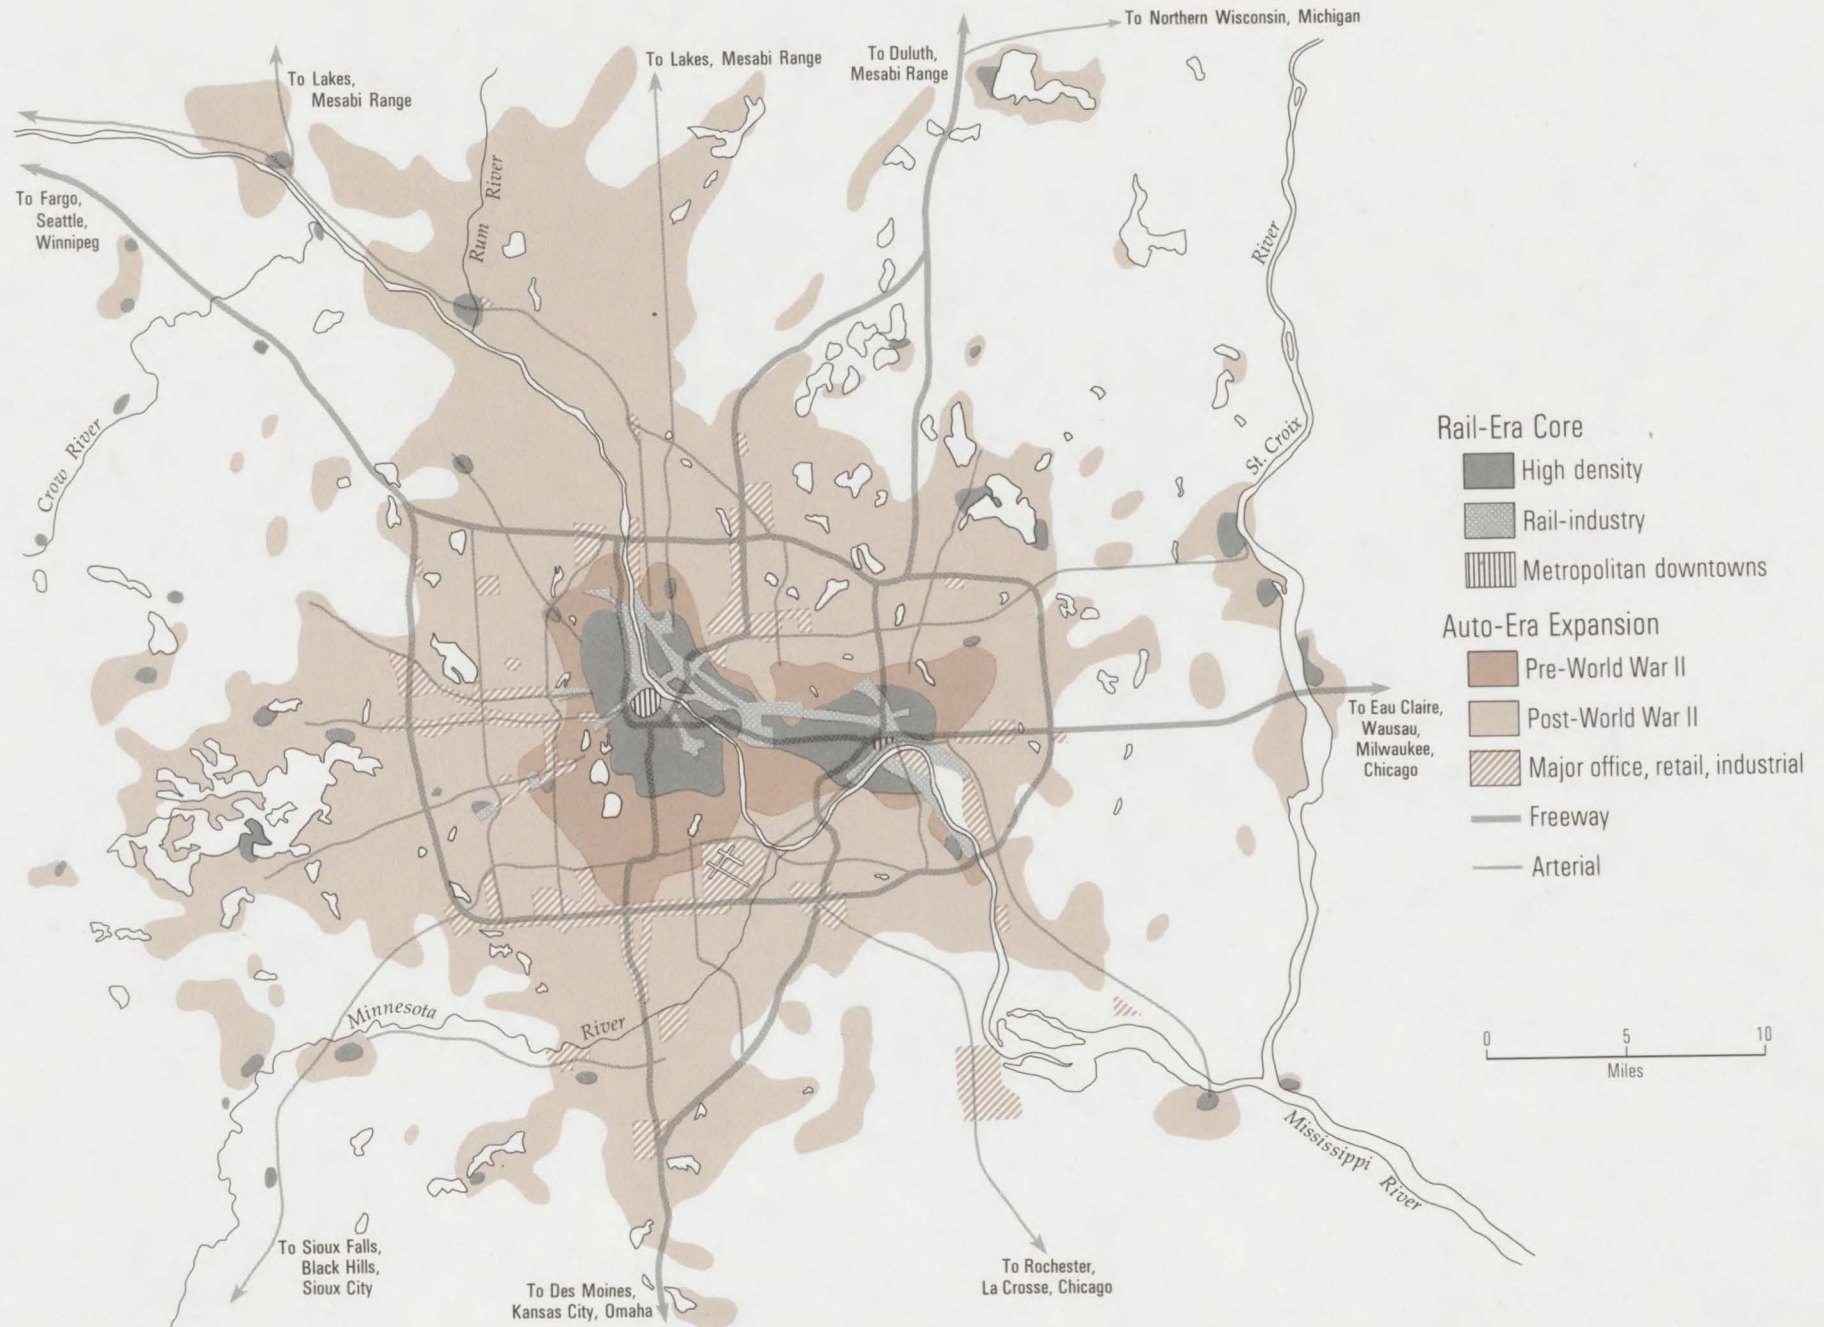 To Northern Wisconsin, Michigan
To Lakes,
Mesabi Range
To Lakes, Mesabi Range
To Duluth,
Mesabi Range
To Fargo,
Seattle,
Winnipeg
Rum River
River
St. Croix
Crow River
Rail-Era Core
High density
Rail-industry
Metropolitan downtowns
Auto-Era Expansion
Pre-World War II
Post-World War II
Major office, retail, industrial
Freeway
Arterial
To Eau Claire,
Wausau,
Milwaukee,
Chicago
Minnesota
River
0 5 10
Miles
Mississippi
River
To Sioux Falls,
Black Hills,
Sioux City
To Des Moines,
Kansas City, Omaha
To Rochester,
La Crosse, Chicago